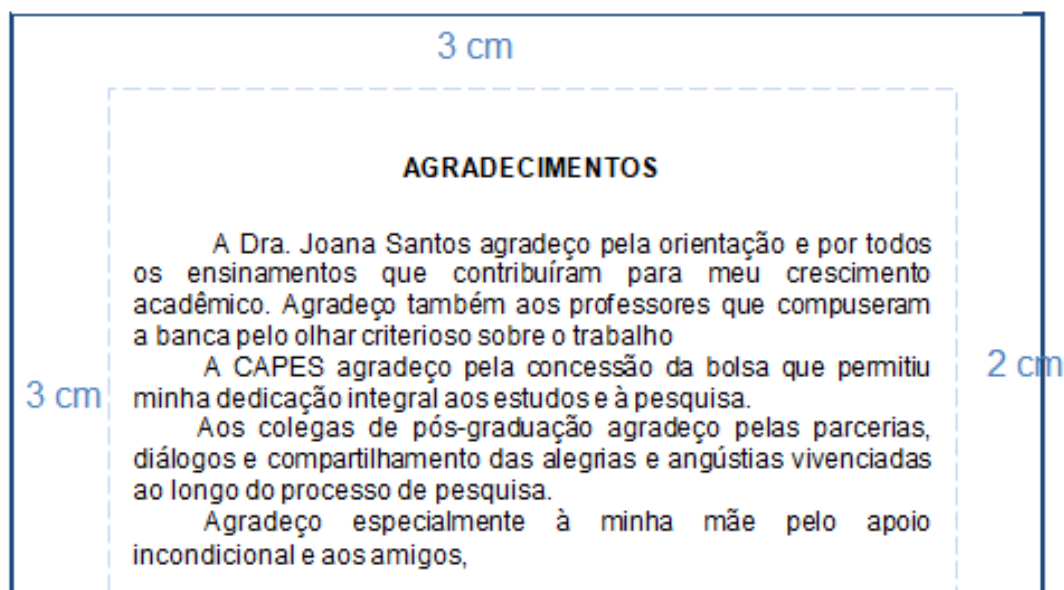 3 cm
AGRADECIMENTOS
A Dra. Joana Santos agradeço pela orientação e por todos
os ensinamentos que contribuíram para meu crescimento
acadêmico. Agradeço também aos professores que compuseram
a banca pelo olhar criterioso sobre o trabalho
A CAPES agradeço pela concessão da bolsa que permitiu
2 cm
3 cm
minha dedicação integral aos estudos e à pesquisa.
Aos colegas de pós-graduação agradeço pelas parcerias,
diálogos e compartilhamento das alegrias e angústias vivenciadas
ao longo do processo de pesquisa.
Agradeço especialmente à minha mãe pelo apoio
incondicional e aos amigos,